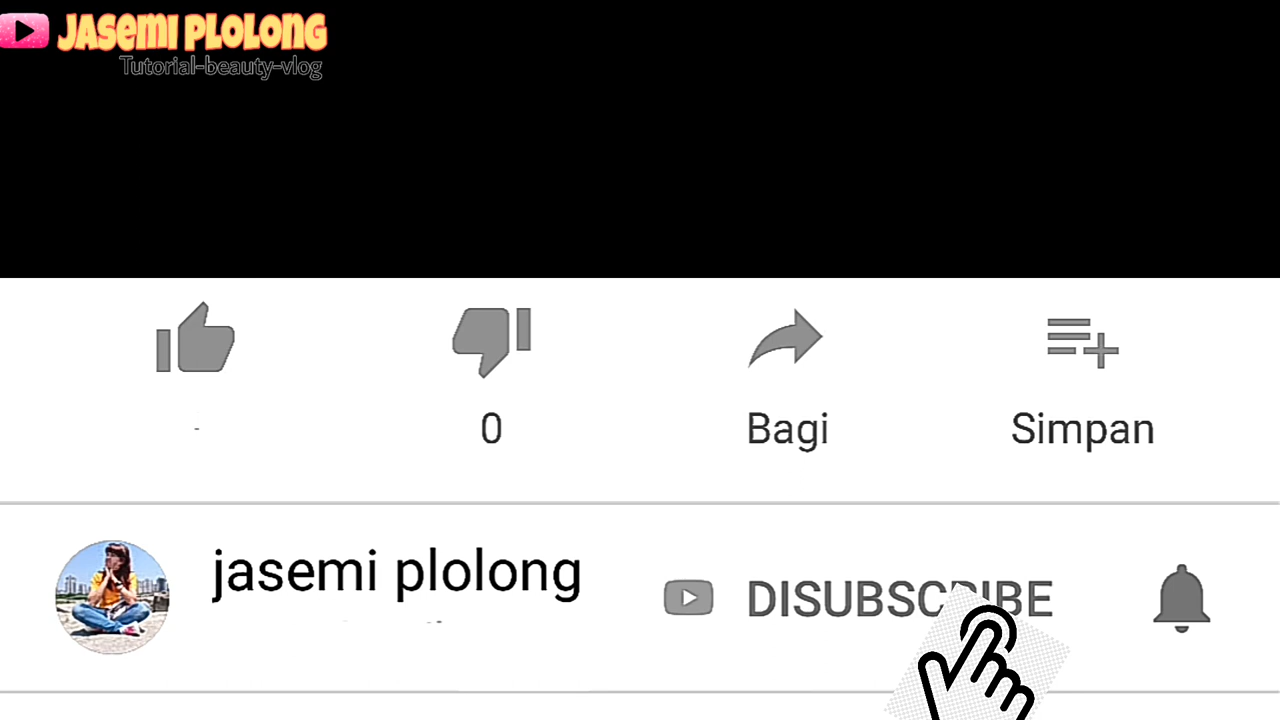 JASEMI PLOLONG
Tutorial-beauty-vlog
-
0
Bagi
Simpan
jasemi plolong
DISUBSCRIBE